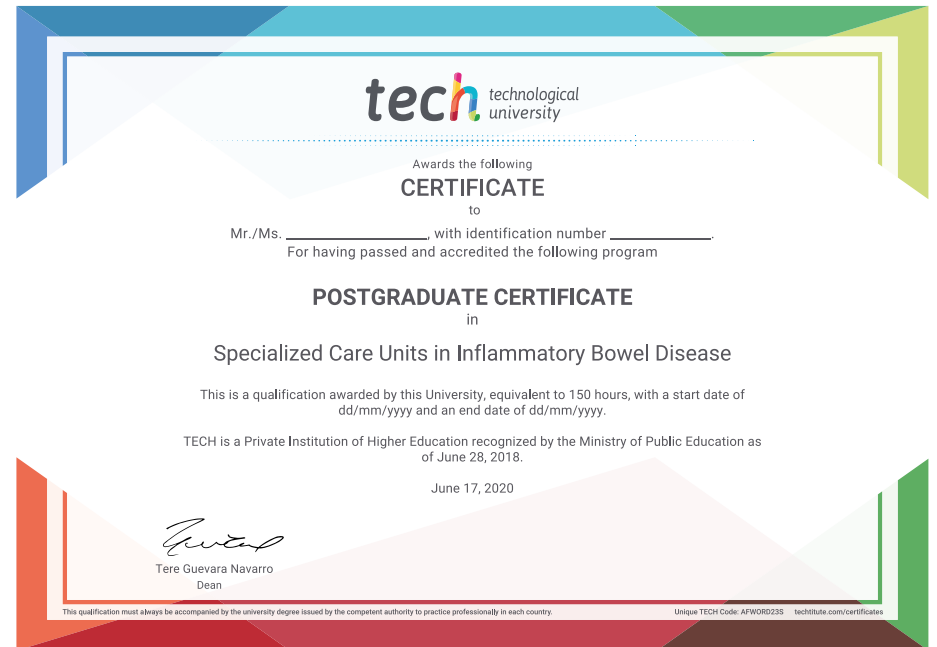 tech technological
university
Awards the following
CERTIFICATE
to
Mr./Ms. ____________________, with identification number ______________.
For having passed and accredited the following program
POSTGRADUATE CERTIFICATE
in
Specialized Care Units in Inflammatory Bowel Disease
This is a qualification awarded by this University, equivalent to 150 hours, with a start date of
dd/mm/yyyy and an end date of dd/mm/yyyy.
TECH is a Private Institution of Higher Education recognized by the Ministry of Public Education as
of June 28, 2018.
June 17, 2020
Tere Guevara Navarro
Dean
This qualification must always be accompanied by the university degree issued by the competent authority to practice professionally in each country.
Unique TECH Code: AFWORD23S techtitute.com/certificates